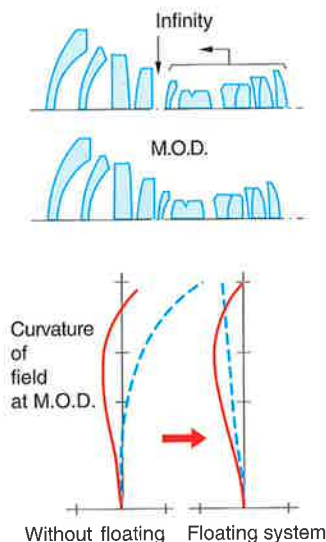 Infinity
M.O.D.
Curvature
of
field
at M.O.D.
Without floating
Floating system